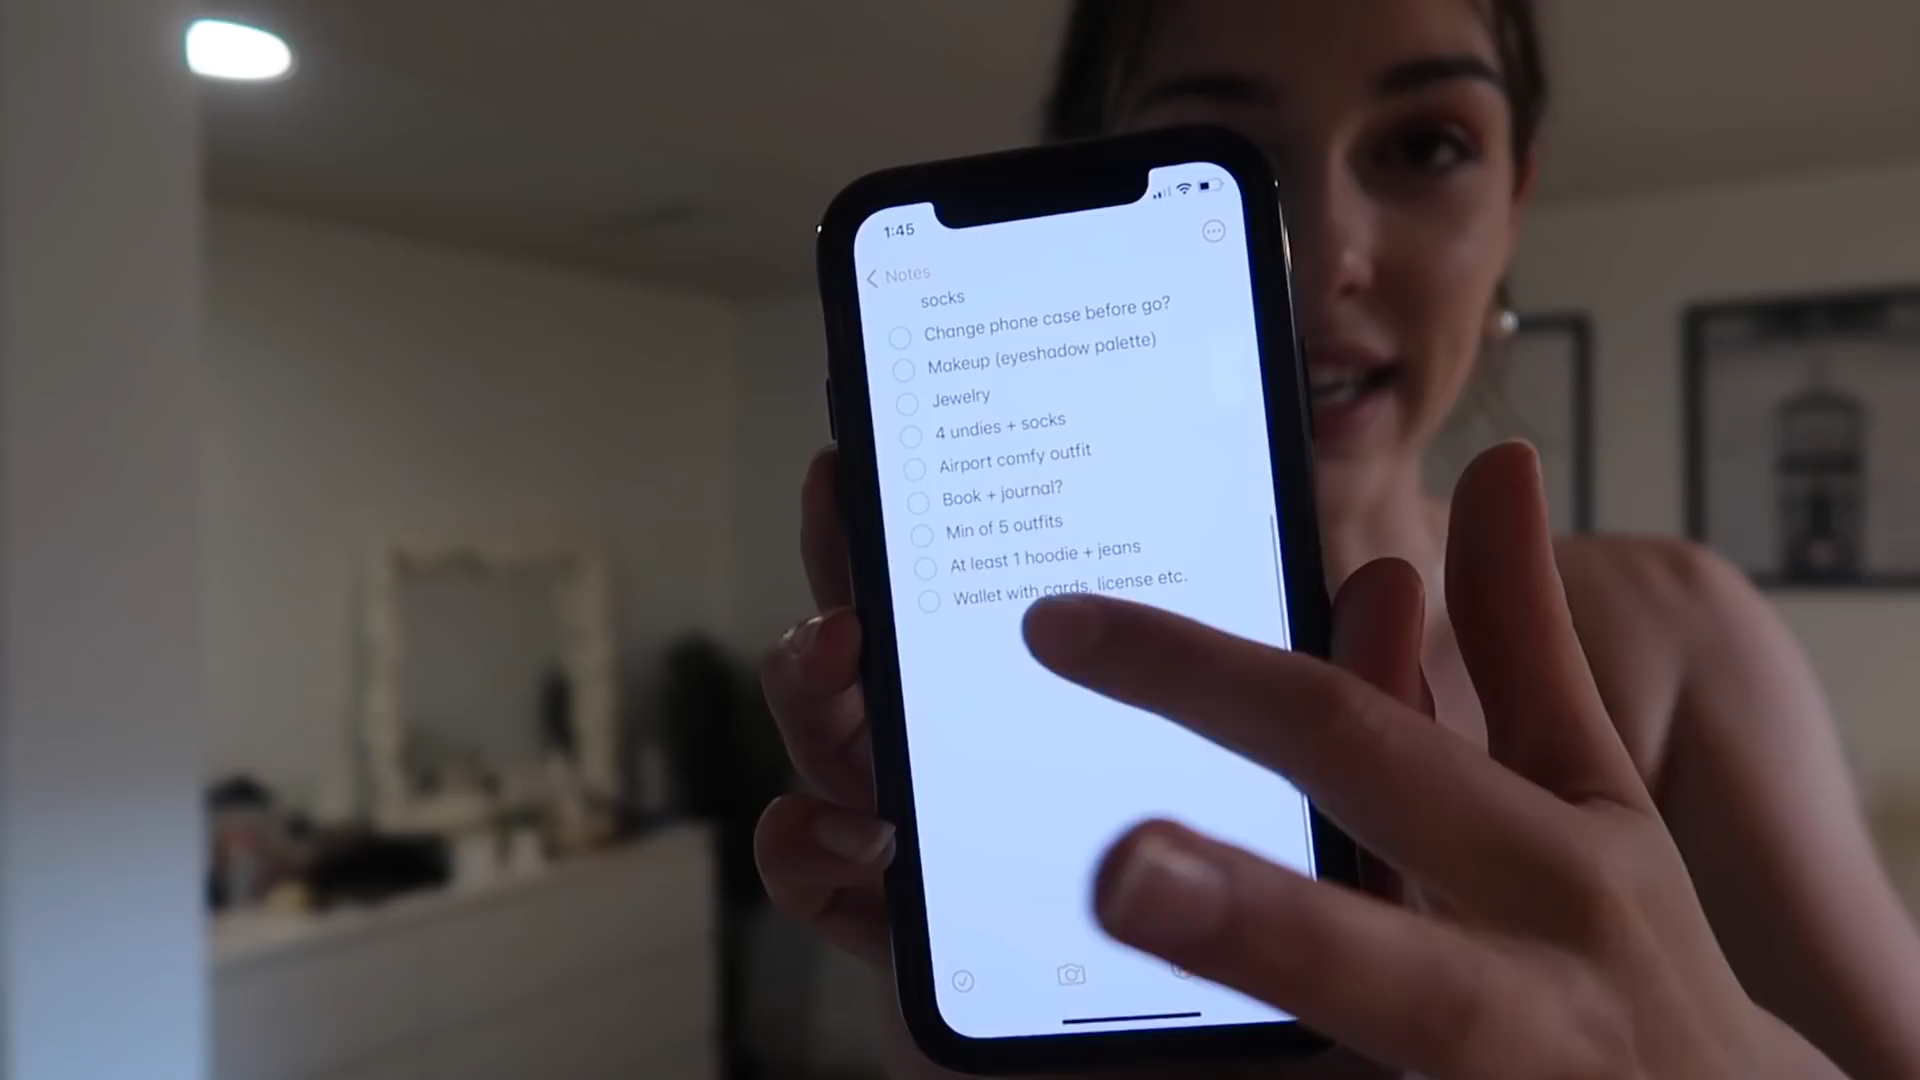 1:45
Notes
socks
Change phone case before go?
Makeup (eyeshadow palette)
Jewelry
4 undies + socks
Airport comfy outfit
Book + journal?
Min of 5 outfits
At least 1 hoodie + jeans
Wallet with cards, license etc.